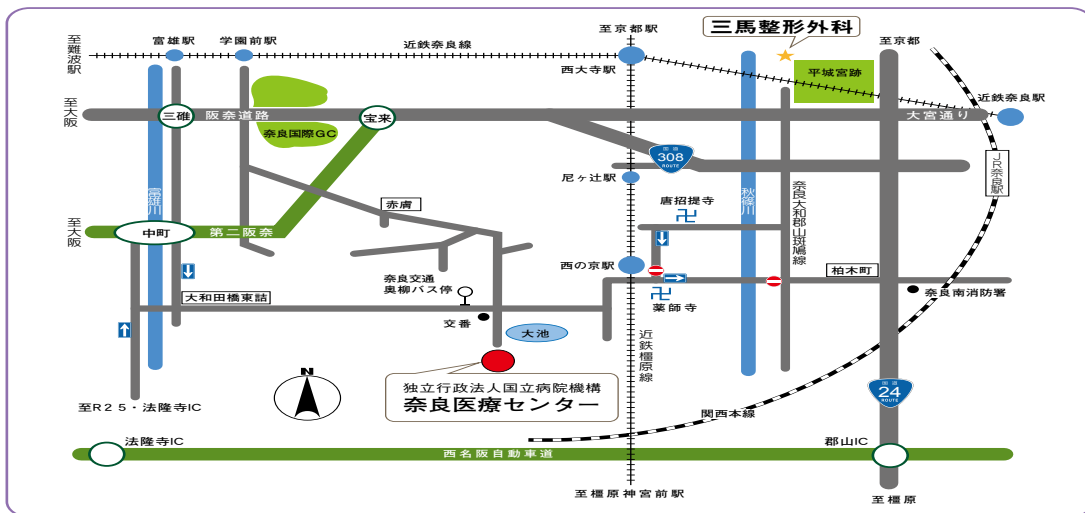 至難波駅
富雄駅
学園前駅
近鉄奈良線
至京都駅
西大寺駅
三馬整形外科
至京都
平城宮跡
近鉄奈良駅
至大阪
三碓
阪奈道路
宝来
大宮通り
奈良国際GC
国道
308
ROUTE
JR奈良駅
尼ヶ辻駅
富雄川
赤膚
唐招提寺
秋篠川
奈良大和郡山斑鳩線
至大阪
中町
第二阪奈
西の京駅
柏木町
奈良交通
奥柳バス停
大和田橋東詰
薬師寺
奈良南消防署
交番
大池
近鉄橿原線
独立行政法人国立病院機構
奈良医療センター
N
国道
24
ROUTE
至R25・法隆寺IC
関西本線
法隆寺IC
郡山IC
西名阪自動車道
至橿原神宮前駅
至橿原